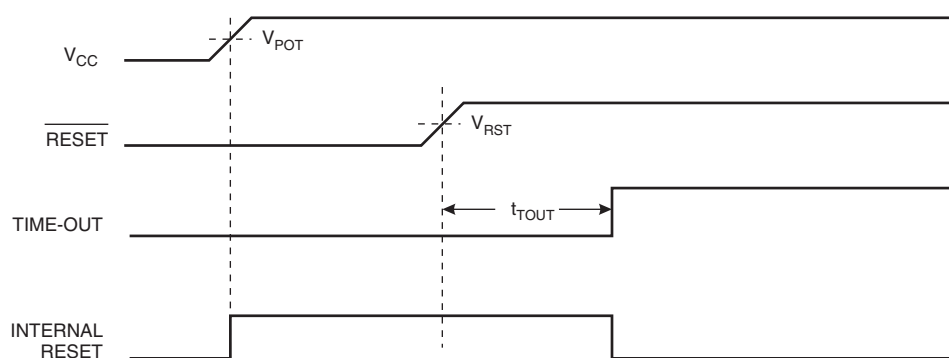 V_CC
V_POT
RESET
V_RST
TIME-OUT
t_TOUT
INTERNAL
RESET